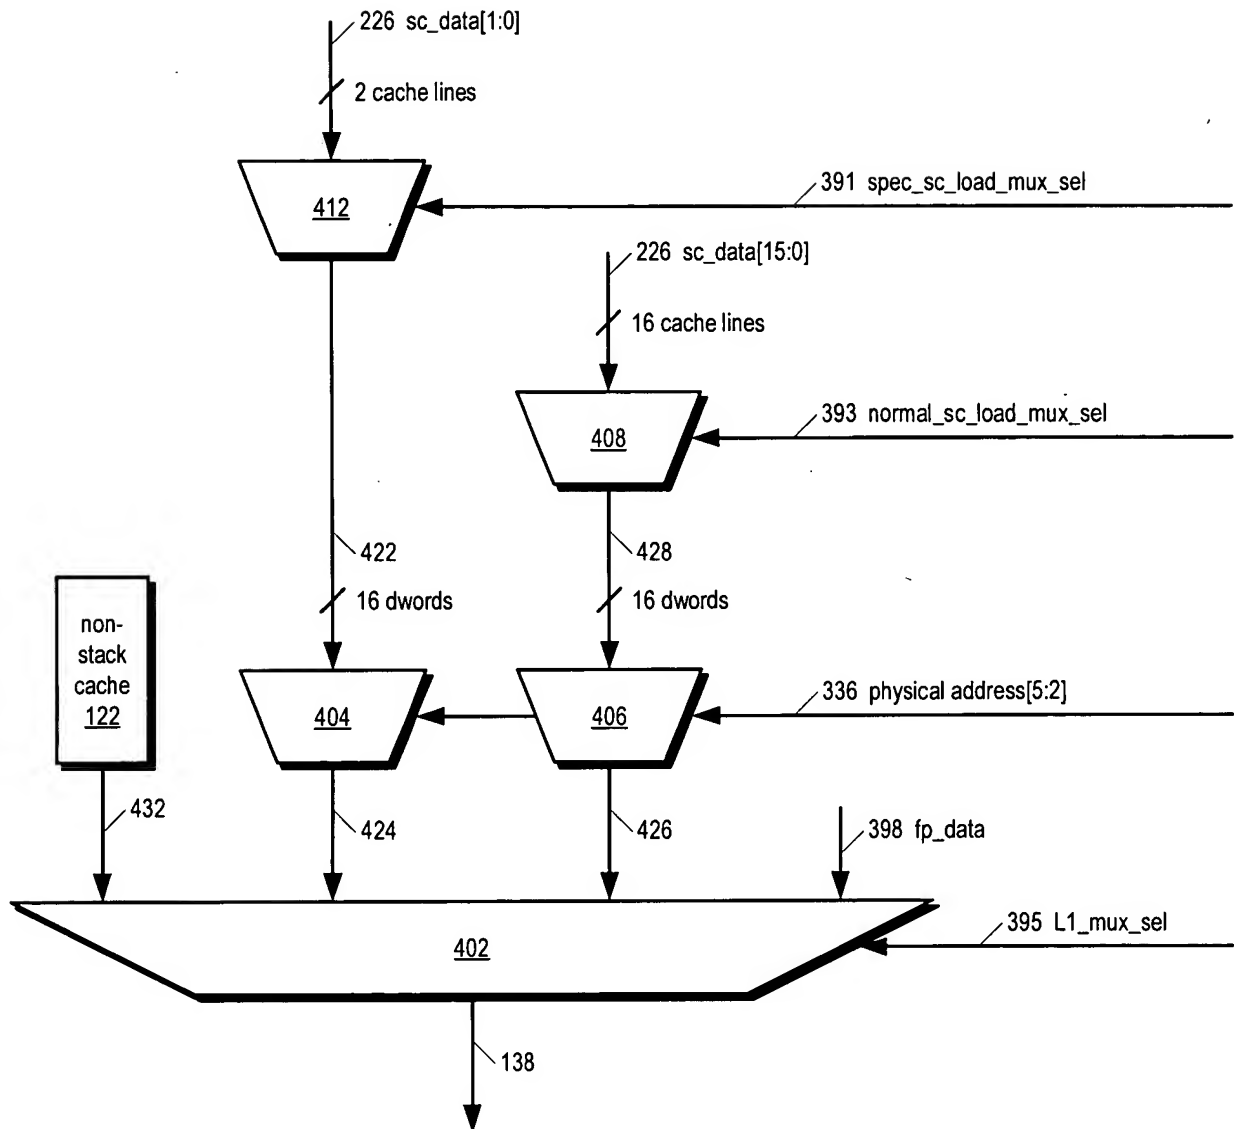 226 sc_data[1:0]
2 cache lines
391 spec_sc_load_mux_sel
412
226 sc_data[15:0]
16 cache lines
393 normal_sc_load_mux_sel
408
422
428
16 dwords
16 dwords
non-
stack
cache
122
336 physical address[5:2]
404
406
432
424
426
398 fp_data
395 L1_mux_sel
402
138